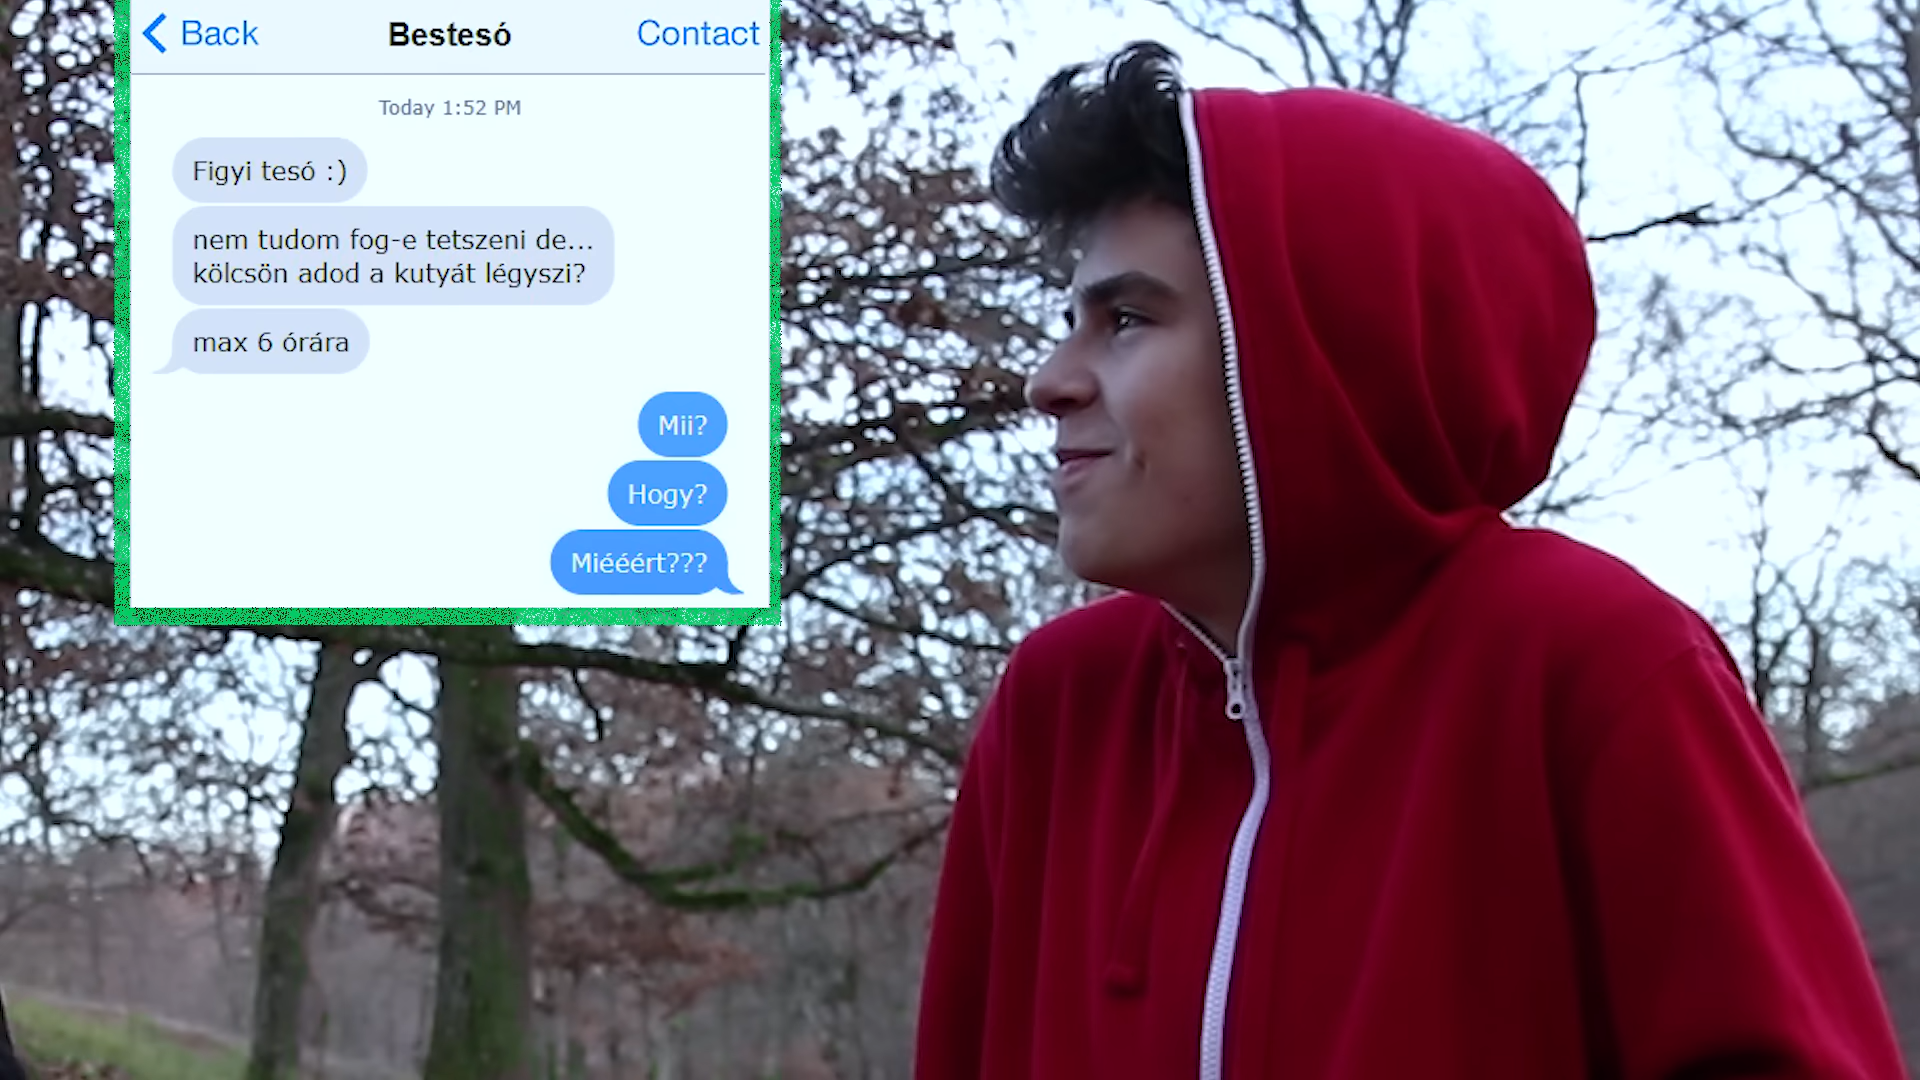 Back
Bestesó
Contact
Today 1:52 PM
Figyi tesó :)
nem tudom fog-e tetszeni de...
kölcsön adod a kutyát légyszi?
max 6 órára
Mii?
Hogy?
Miééért???